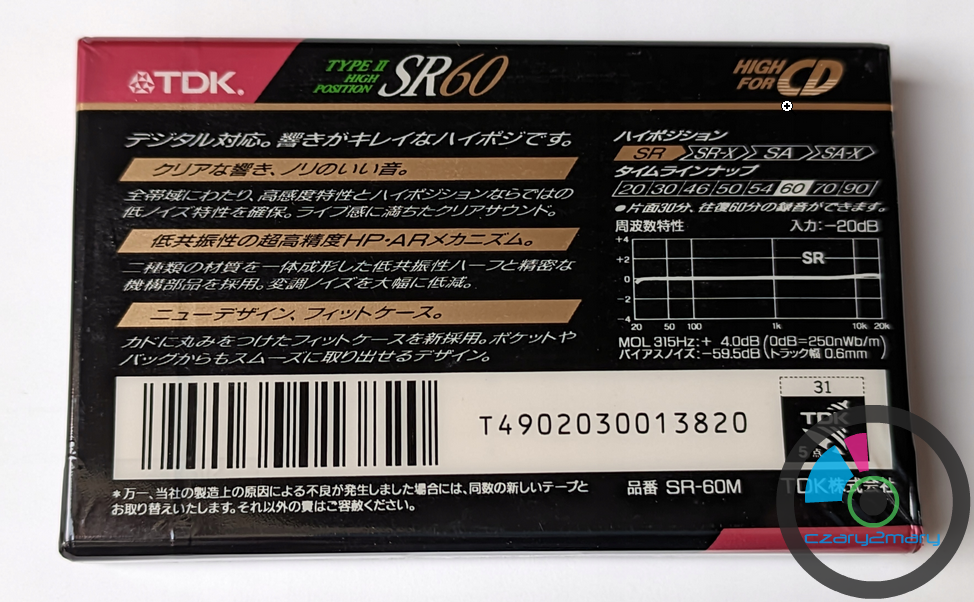 TDK.
TYPE II
HIGH
POSITION
SR60
HIGH
FOR CD
デジタル対応。響きがキレイなハイポジです。
クリアな響き、ノリのいい音。
全帯域にわたり、高感度特性とハイポジションならではの
低ノイズ特性を確保。ライブ感に満ちたクリアサウンド。
低共振性の超高精度HP・ARメカニズム。
二種類の材質を一体成形した低共振性ハーフと精密な
機構部品を採用。変調ノイズを大幅に低減。
ニューデザイン、フィットケース。
カドに丸みをつけたフィットケースを新採用。ポケットや
バッグからもスムーズに取り出せるデザイン。
ハイポジション
SR SR-X SA SA-X
タイムラインナップ
20 30 46 50 54 60 70 90
●片面30分、往復60分の録音ができます。
周波数特性 入力:−20dB
+4
+2
0
−2
−4
SR
20 50 100 1k 10k 20k
MOL 315Hz:+ 4.0dB (0dB=250nWb/m)
バイアスノイズ:−59.5dB (トラック幅 0.6mm)
T4902030013820
31
TDK
5点
*万一、当社の製造上の原因による不良が発生しました場合には、同数の新しいテープと
お取り替えいたします。それ以外の責はご容赦ください。
品番 SR-60M
TDK株式会社
czary2mary